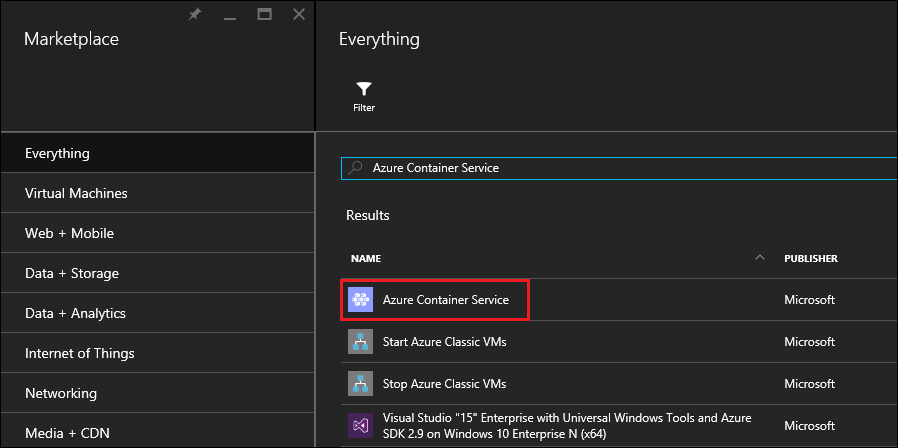 Marketplace
Everything
Filter
Everything
Virtual Machines
Web + Mobile
Data + Storage
Data + Analytics
Internet of Things
Networking
Media + CDN
Azure Container Service
Results
NAME
PUBLISHER
Azure Container Service
Microsoft
Start Azure Classic VMs
Microsoft
Stop Azure Classic VMs
Microsoft
Visual Studio "15" Enterprise with Universal Windows Tools and Azure
SDK 2.9 on Windows 10 Enterprise N (x64)
Microsoft